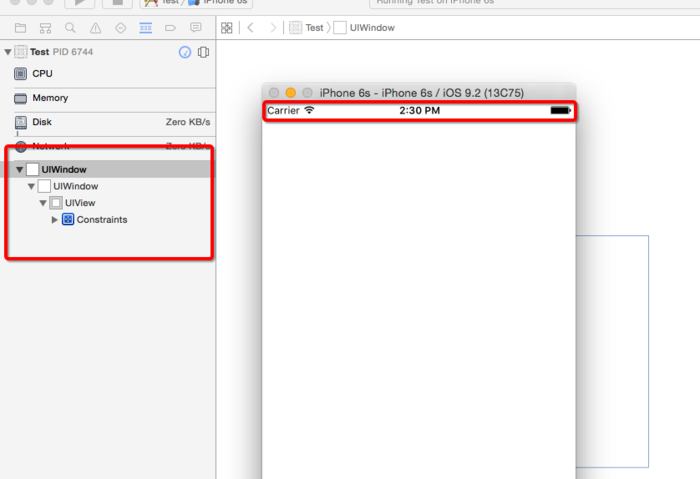 Test iPhone 6s
Running Test on iPhone 6s
Test UIWindow
Test PID 6744
CPU
Memory
Disk Zero KB/s
Network Zero KB/s
UIWindow
UIWindow
UIView
Constraints
iPhone 6s - iPhone 6s / iOS 9.2 (13C75)
Carrier 2:30 PM